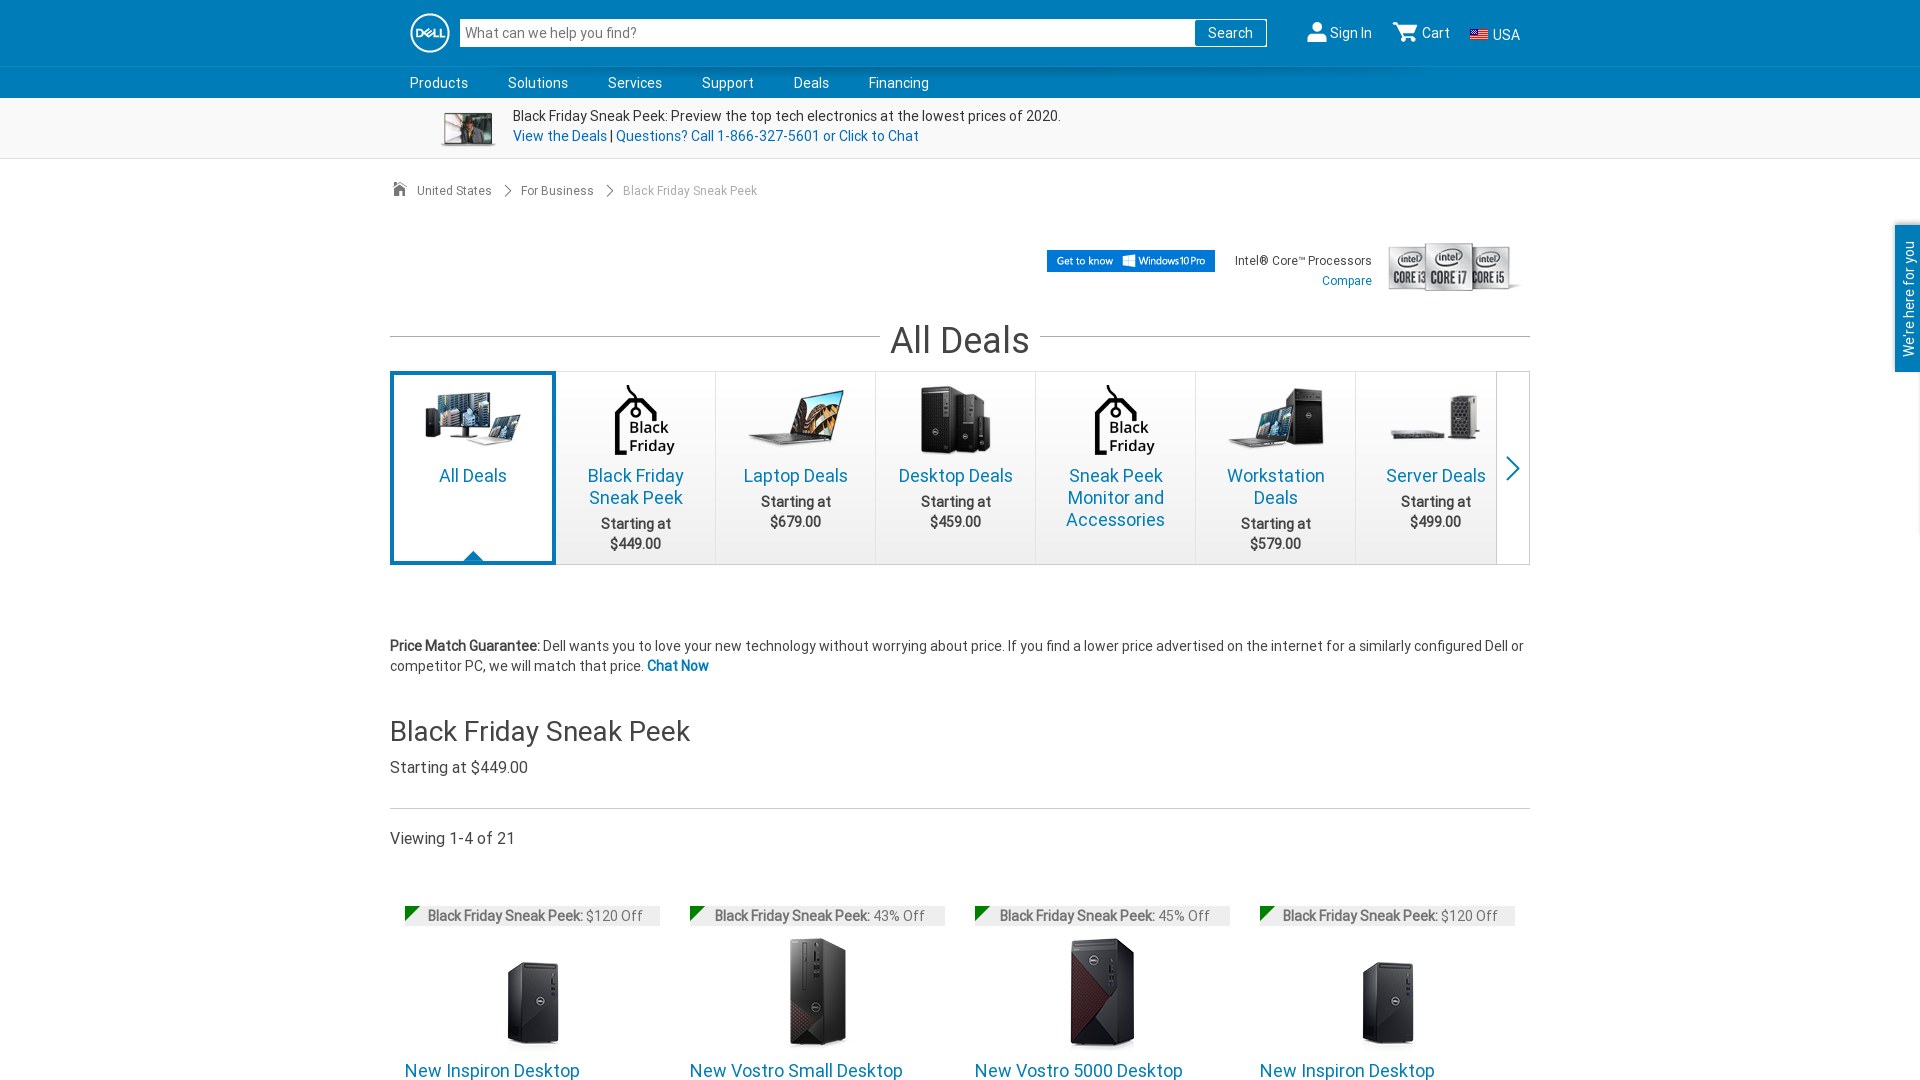 DELL
What can we help you find?
Search
Sign In
Cart
USA
Products
Solutions
Services
Support
Deals
Financing
Black Friday Sneak Peek: Preview the top tech electronics at the lowest prices of 2020.
View the Deals | Questions? Call 1-866-327-5601 or Click to Chat
United States
For Business
Black Friday Sneak Peek
We're here for you
Get to know Windows 10 Pro
Intel® Core™ Processors
Compare
intel CORE i3
intel CORE i7
intel CORE i5
All Deals
All Deals
Black
Friday
Black Friday
Sneak Peek
Starting at
$449.00
Laptop Deals
Starting at
$679.00
Desktop Deals
Starting at
$459.00
Black
Friday
Sneak Peek
Monitor and
Accessories
Workstation
Deals
Starting at
$579.00
Server Deals
Starting at
$499.00
Price Match Guarantee: Dell wants you to love your new technology without worrying about price. If you find a lower price advertised on the internet for a similarly configured Dell or
competitor PC, we will match that price. Chat Now
Black Friday Sneak Peek
Starting at $449.00
Viewing 1-4 of 21
Black Friday Sneak Peek: $120 Off
Black Friday Sneak Peek: 43% Off
Black Friday Sneak Peek: 45% Off
Black Friday Sneak Peek: $120 Off
New Inspiron Desktop
New Vostro Small Desktop
New Vostro 5000 Desktop
New Inspiron Desktop